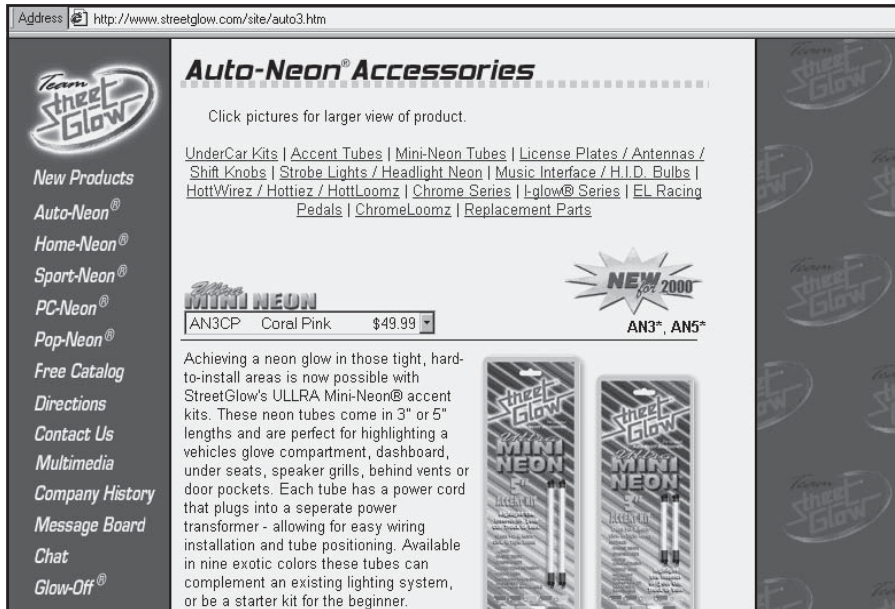 Address http://www.streetglow.com/site/auto3.htm
Team
Street
Glow
New Products
Auto-Neon®
Home-Neon®
Sport-Neon®
PC-Neon®
Pop-Neon®
Free Catalog
Directions
Contact Us
Multimedia
Company History
Message Board
Chat
Glow-Off®
Auto-Neon® Accessories
Click pictures for larger view of product.
UnderCar Kits | Accent Tubes | Mini-Neon Tubes | License Plates / Antennas /
Shift Knobs | Strobe Lights / Headlight Neon | Music Interface / H.I.D. Bulbs |
HottWirez / Hottiez / HottLoomz | Chrome Series | I-glow® Series | EL Racing
Pedals | ChromeLoomz | Replacement Parts
Ultra
MINI NEON
NEW for 2000
AN3CP Coral Pink $49.99
AN3*, AN5*
Achieving a neon glow in those tight, hard-
to-install areas is now possible with
StreetGlow's ULLRA Mini-Neon® accent
kits. These neon tubes come in 3" or 5"
lengths and are perfect for highlighting a
vehicles glove compartment, dashboard,
under seats, speaker grills, behind vents or
door pockets. Each tube has a power cord
that plugs into a seperate power
transformer - allowing for easy wiring
installation and tube positioning. Available
in nine exotic colors these tubes can
complement an existing lighting system,
or be a starter kit for the beginner.
Street
Glow
Ultra
MINI
NEON
5"
ACCENT KIT
Street
Glow
Ultra
MINI
NEON
ACCENT KIT